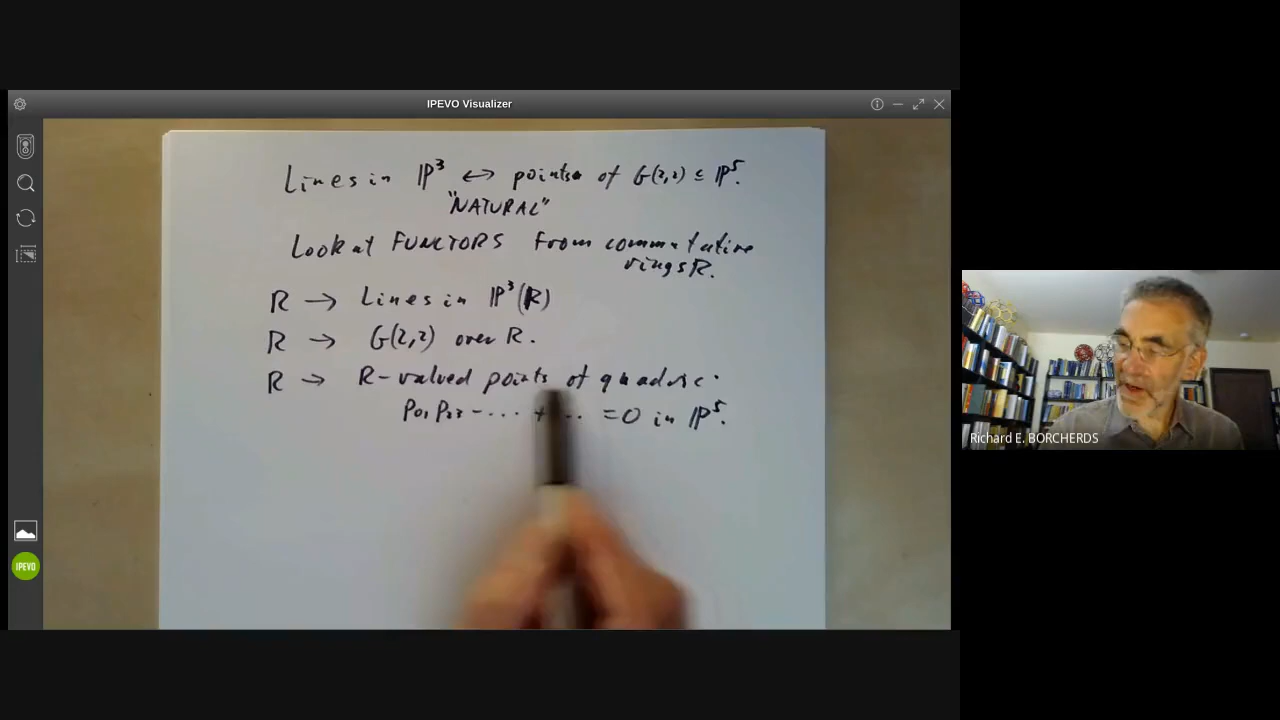 IPEVO Visualizer
Lines in ℙ³ ↔ points of G(2,2) ⊆ ℙ⁵.
"NATURAL"
Look at FUNCTORS from commutative
rings R.
R → Lines in ℙ³(R)
R → G(2,2) over R.
R → R-valued points of quadric.
P₀₁P₂₃ - ... + ... = 0 in ℙ⁵.
IPEVO
Richard E. BORCHERDS